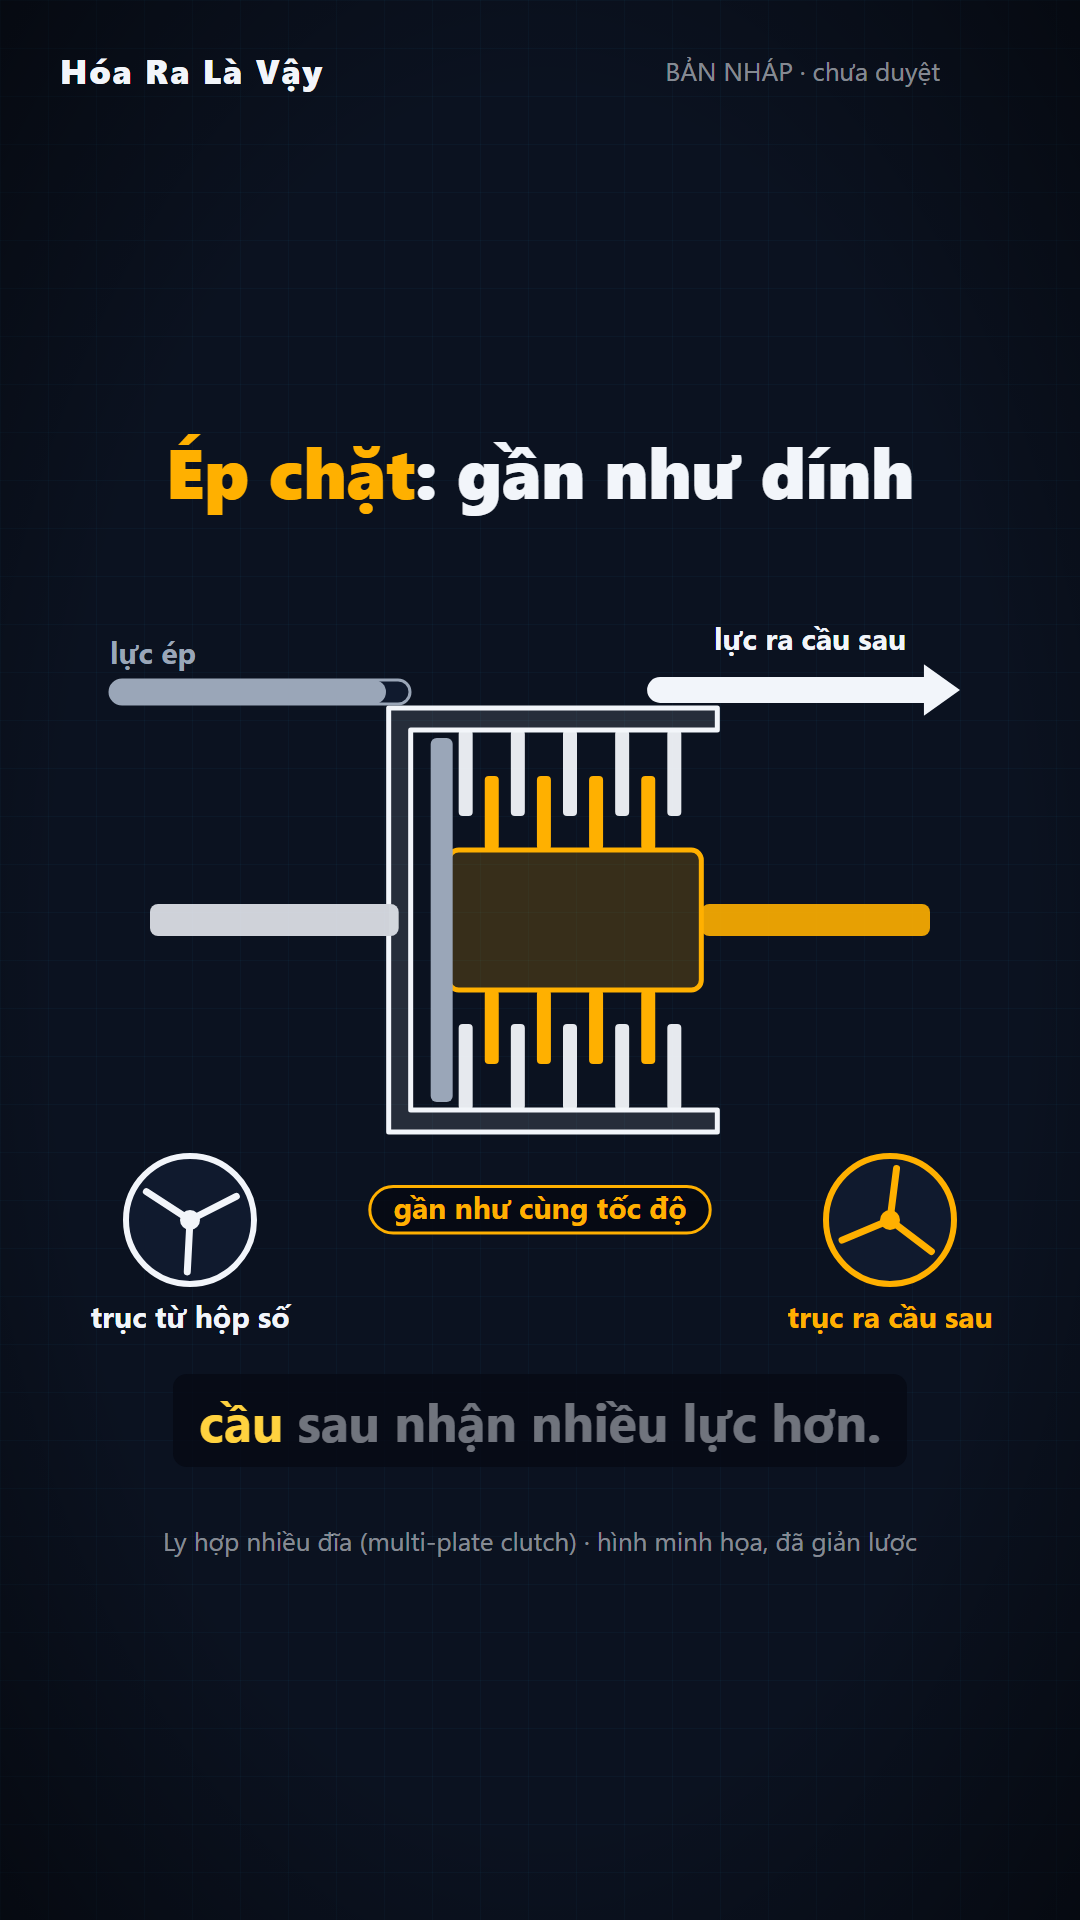 Hóa Ra Là Vậy
BẢN NHÁP · chưa duyệt
Ép chặt: gần như dính
lực ép
lực ra cầu sau
gần như cùng tốc độ
trục từ hộp số
trục ra cầu sau
cầu sau nhận nhiều lực hơn.
Ly hợp nhiều đĩa (multi-plate clutch) · hình minh họa, đã giản lược